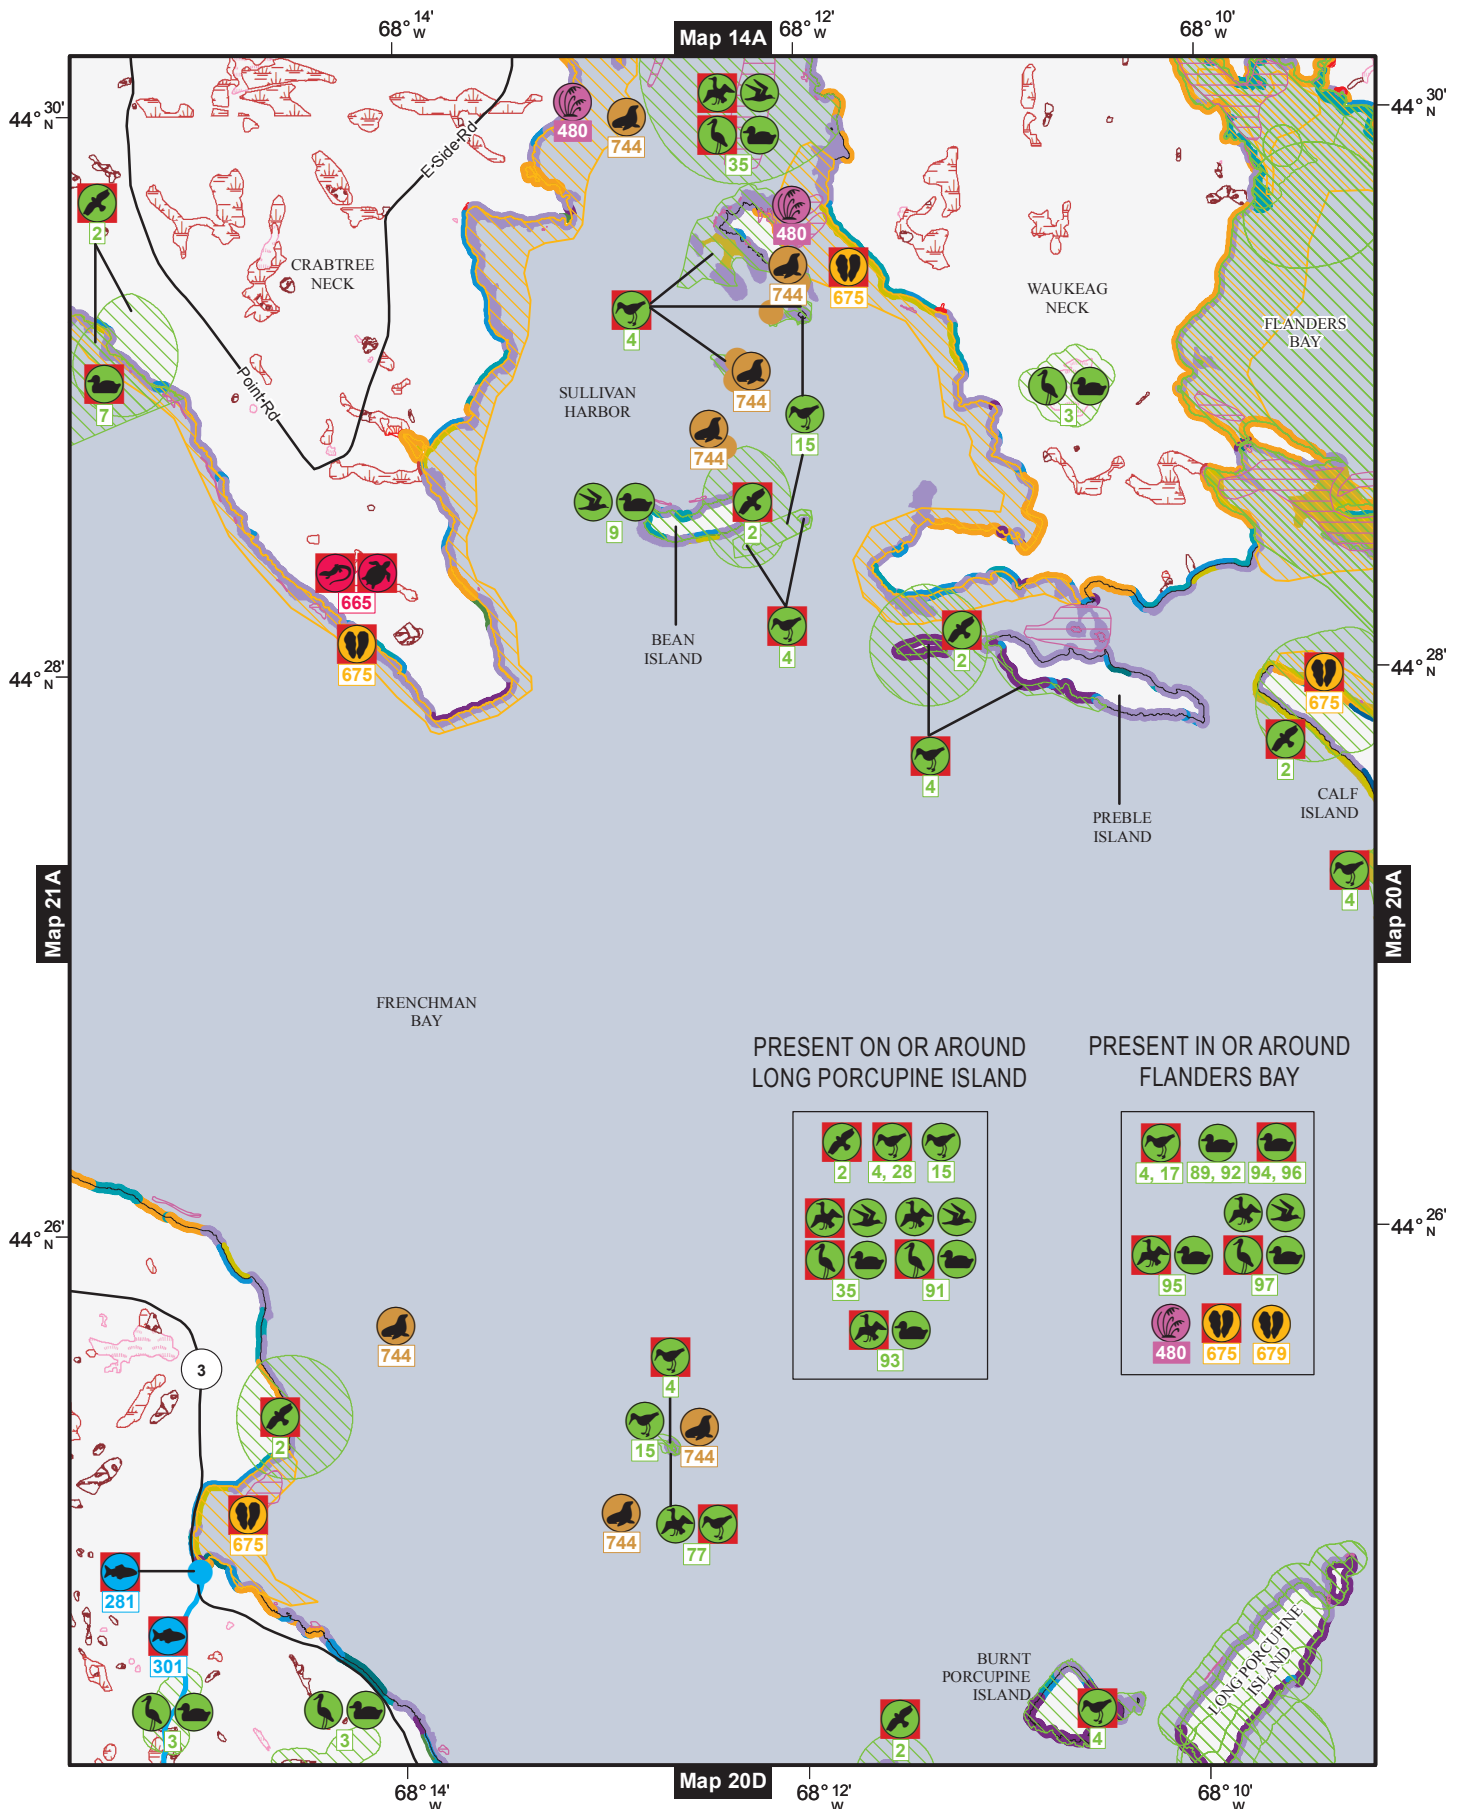 68° 14' W
Map 14A
68° 12' W
68° 10' W
44° 30' N
44° 30' N
480
744
35
E-Side-Rd
2
480
CRABTREE
NECK
744
675
WAUKEAG
NECK
4
FLANDERS
BAY
7
Point-Rd
SULLIVAN
HARBOR
744
3
744
15
9
2
665
BEAN
ISLAND
4
2
675
44° 28' N
44° 28' N
675
4
2
PREBLE
ISLAND
CALF
ISLAND
4
Map 21A
Map 20A
FRENCHMAN
BAY
PRESENT ON OR AROUND
LONG PORCUPINE ISLAND
2
4, 28
15
35
91
93
PRESENT IN OR AROUND
FLANDERS BAY
4, 17
89, 92
94, 96
95
97
480
675
679
44° 26' N
44° 26' N
744
3
4
2
15
744
675
744
77
281
301
BURNT
PORCUPINE
ISLAND
LONG PORCUPINE
ISLAND
3
3
2
4
68° 14' W
Map 20D
68° 12' W
68° 10' W